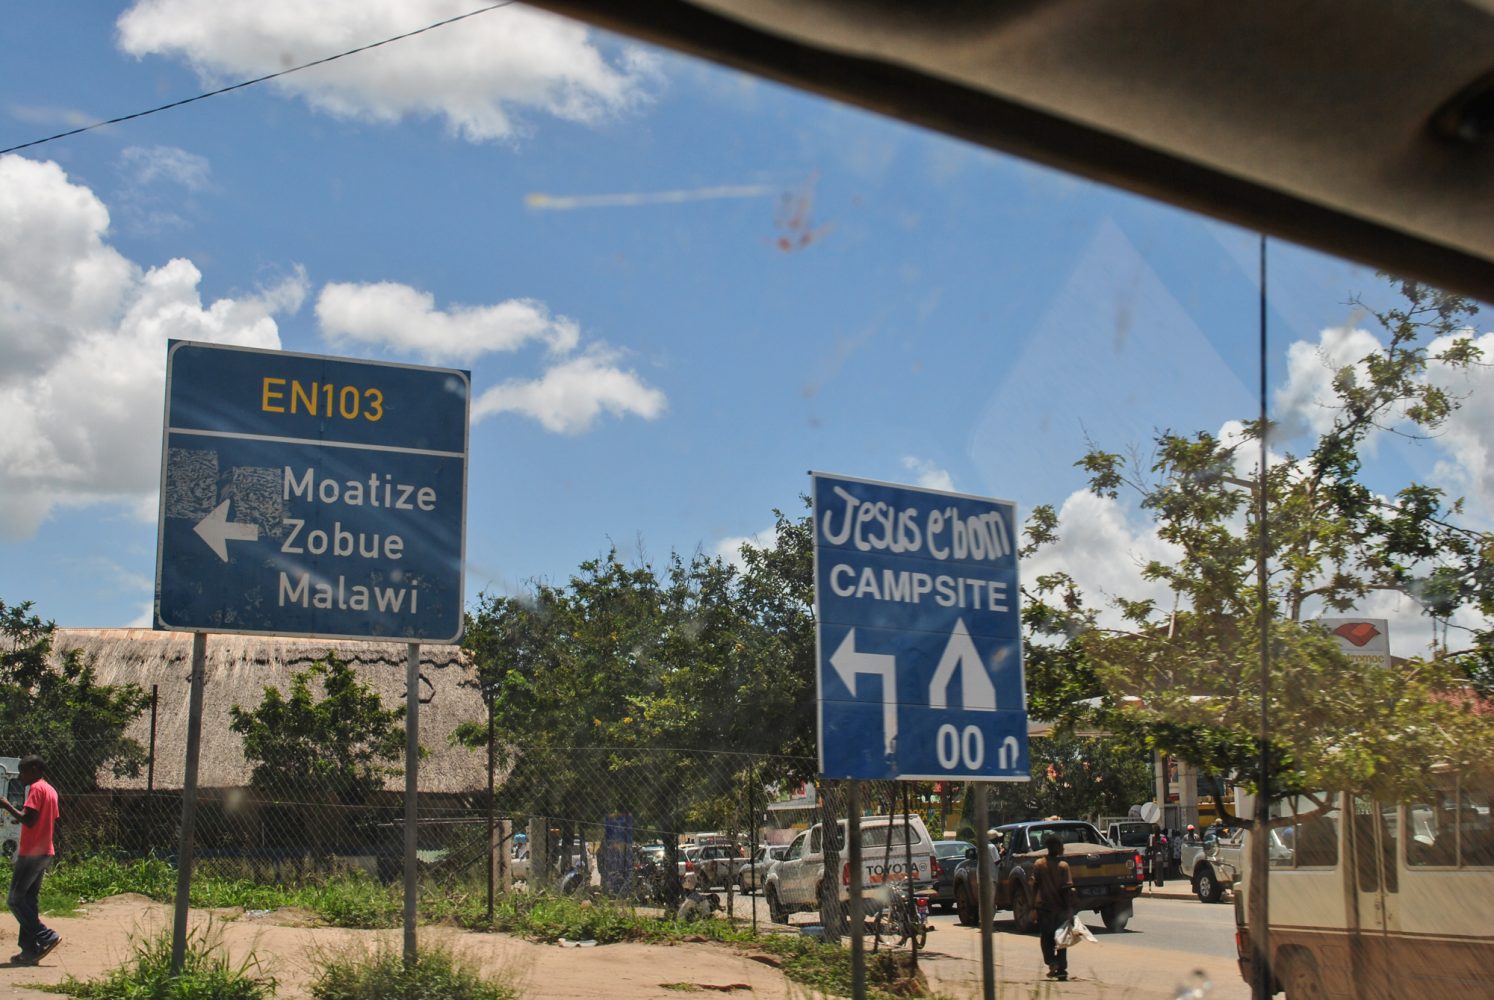 EN103
Moatize
Zobue
Malawi
Jesus e' bom
CAMPSITE
00 n
TOYOTA